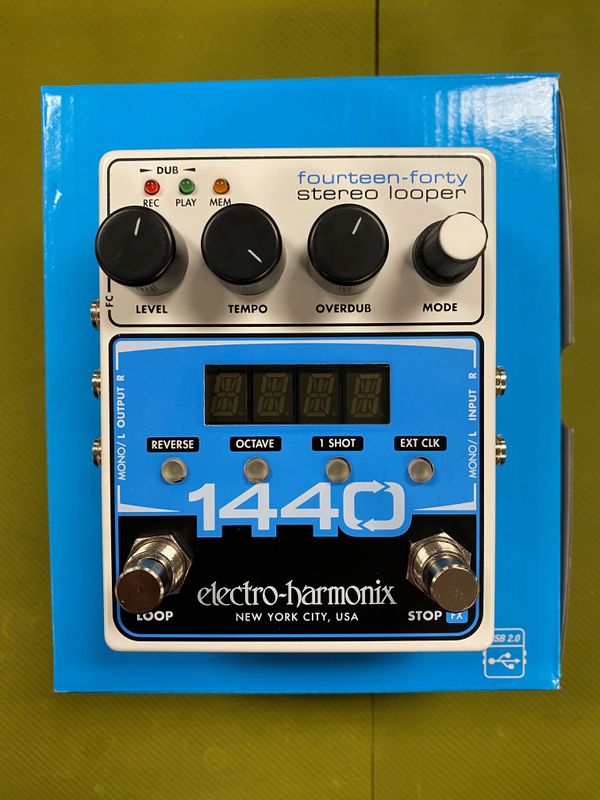 DUB
REC PLAY MEM
fourteen-forty
stereo looper
FC
LEVEL TEMPO OVERDUB MODE
MONO/L OUTPUT R
MONO/L INPUT R
REVERSE OCTAVE 1 SHOT EXT CLK
1440
electro-harmonix
NEW YORK CITY, USA
LOOP
STOP FX
USB 2.0